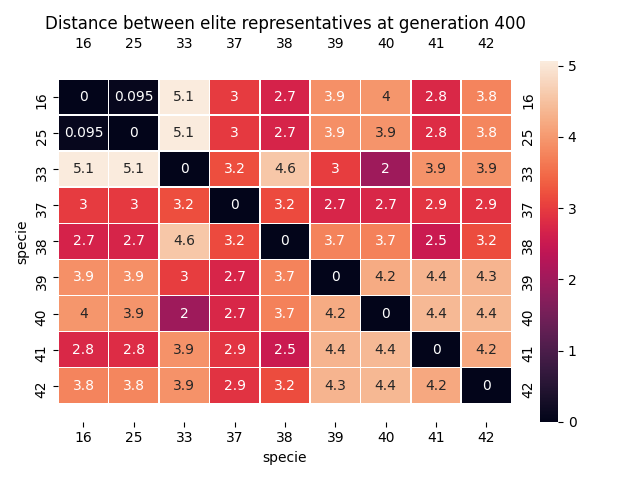 Distance between elite representatives at generation 400
16 25 33 37 38 39 40 41 42
16 0 0.095 5.1 3 2.7 3.9 4 2.8 3.8 16
25 0.095 0 5.1 3 2.7 3.9 3.9 2.8 3.8 25
33 5.1 5.1 0 3.2 4.6 3 2 3.9 3.9 33
37 3 3 3.2 0 3.2 2.7 2.7 2.9 2.9 37
38 2.7 2.7 4.6 3.2 0 3.7 3.7 2.5 3.2 38
39 3.9 3.9 3 2.7 3.7 0 4.2 4.4 4.3 39
40 4 3.9 2 2.7 3.7 4.2 0 4.4 4.4 40
41 2.8 2.8 3.9 2.9 2.5 4.4 4.4 0 4.2 41
42 3.8 3.8 3.9 2.9 3.2 4.3 4.4 4.2 0 42
16 25 33 37 38 39 40 41 42
specie
specie
5
4
3
2
1
0